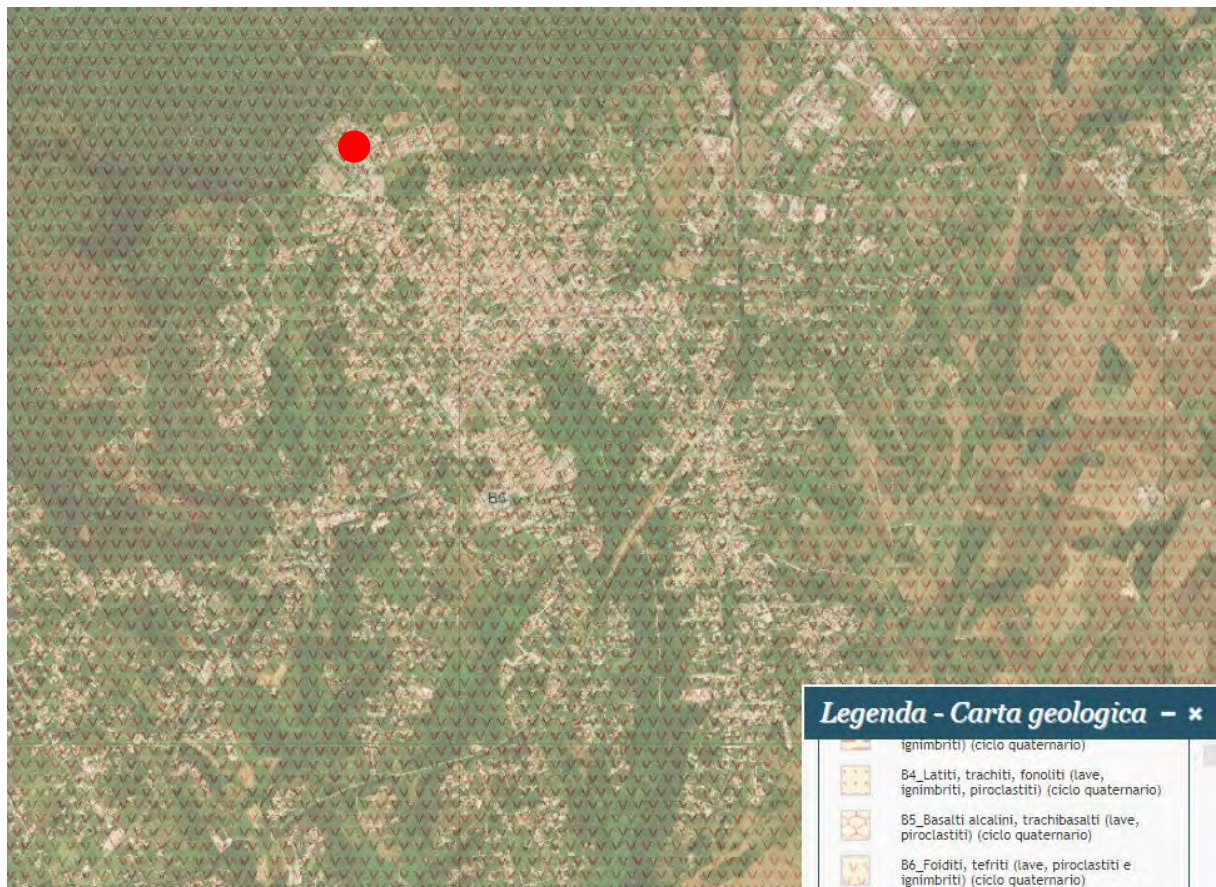 B6
Legenda - Carta geologica – ×
ignimbriti) (ciclo quaternario)
B4_Latiti, trachiti, fonoliti (lave,
ignimbriti, piroclastiti) (ciclo quaternario)
B5_Basalti alcalini, trachibasalti (lave,
piroclastiti) (ciclo quaternario)
B6_Foiditi, tefriti (lave, piroclastiti e
ignimbriti) (ciclo quaternario)